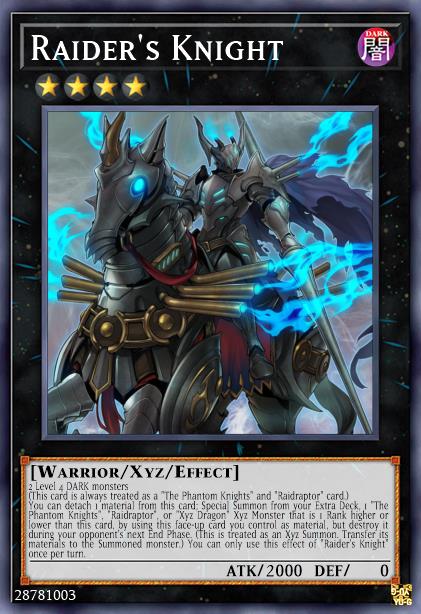 RAIDER'S KNIGHT
DARK
闇
[WARRIOR/XYZ/EFFECT]
2 Level 4 DARK monsters
(This card is always treated as a "The Phantom Knights" and "Raidraptor" card.)
You can detach 1 material from this card; Special Summon from your Extra Deck, 1 "The
Phantom Knights", "Raidraptor", or "Xyz Dragon" Xyz Monster that is 1 Rank higher or
lower than this card, by using this face-up card you control as material, but destroy it
during your opponent's next End Phase. (This is treated as an Xyz Summon. Transfer its
materials to the Summoned monster.) You can only use this effect of "Raider's Knight"
once per turn.
ATK/2000 DEF/ 0
28781003